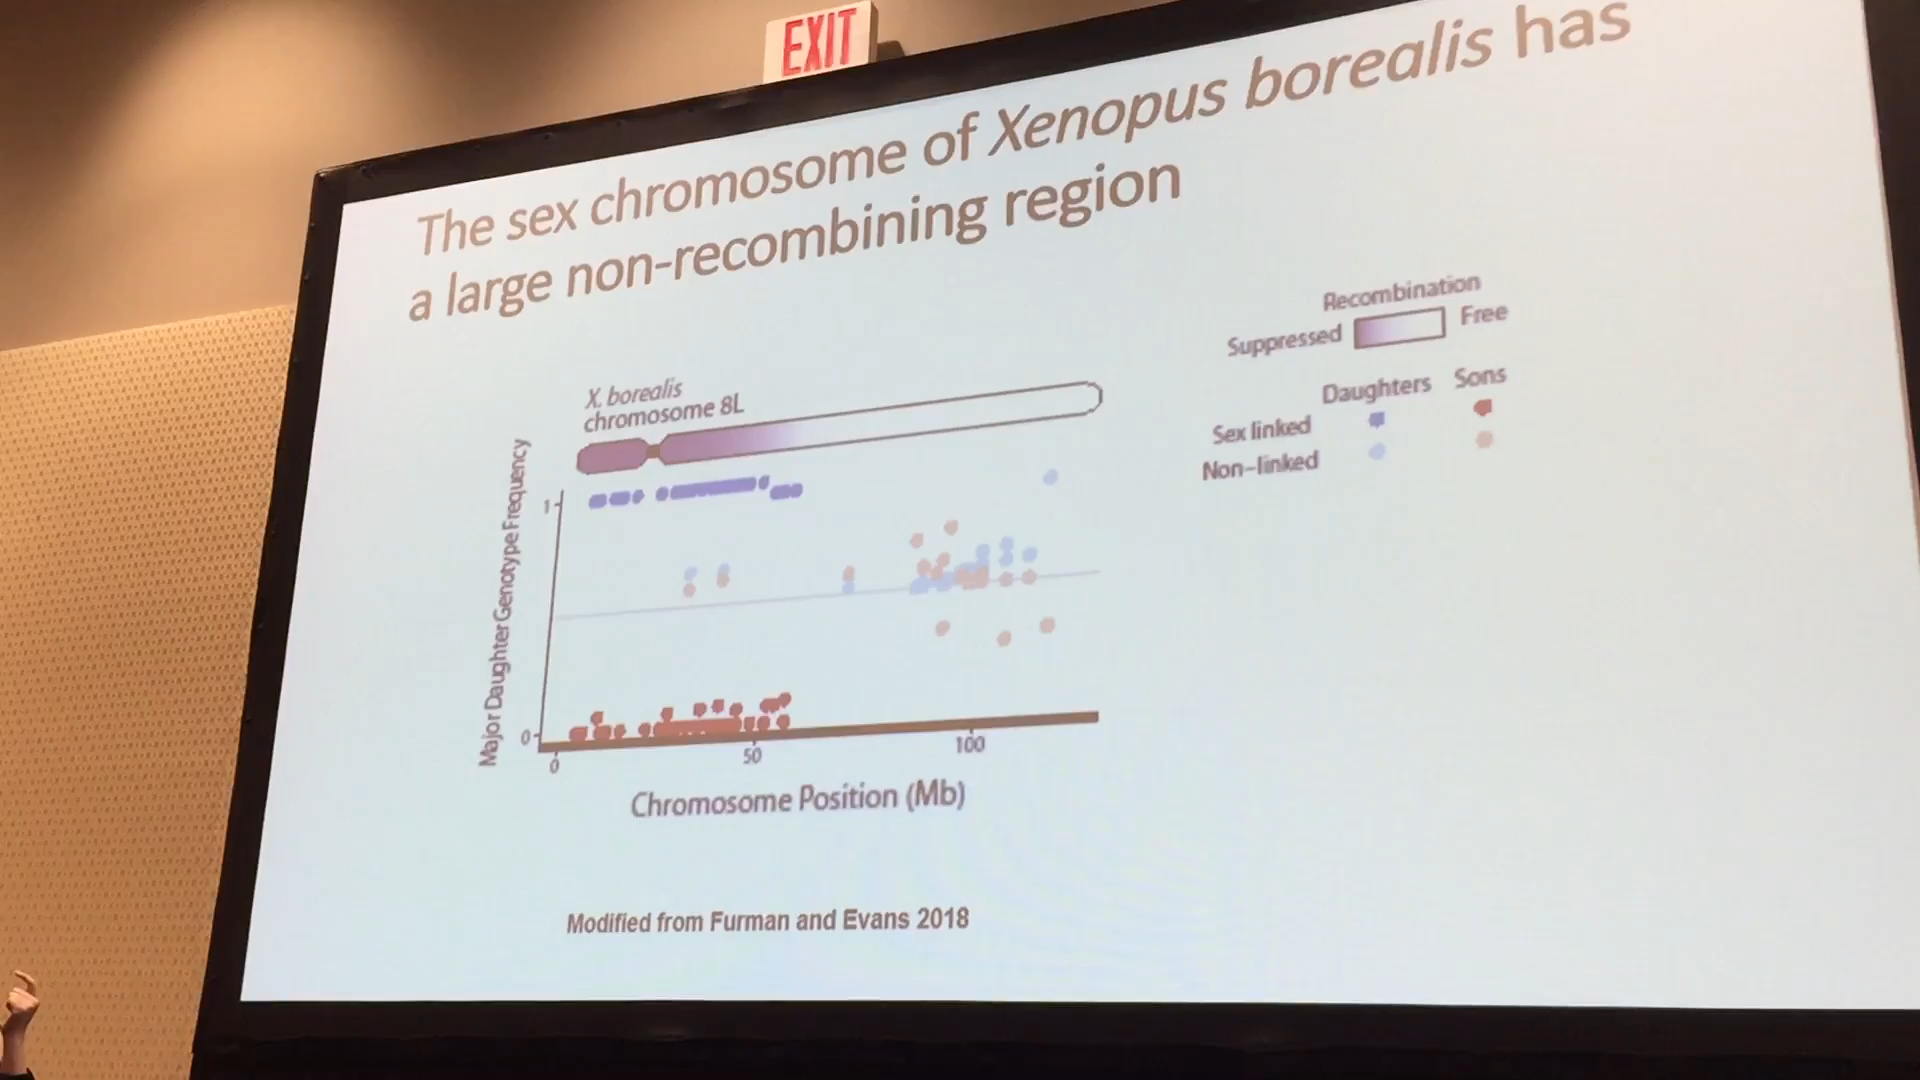 EXIT
The sex chromosome of Xenopus borealis has
a large non-recombining region
Recombination
Suppressed Free
Daughters Sons
Sex linked
Non-linked
X. borealis
chromosome 8L
Major Daughter Genotype Frequency
1
0
0 50 100
Chromosome Position (Mb)
Modified from Furman and Evans 2018